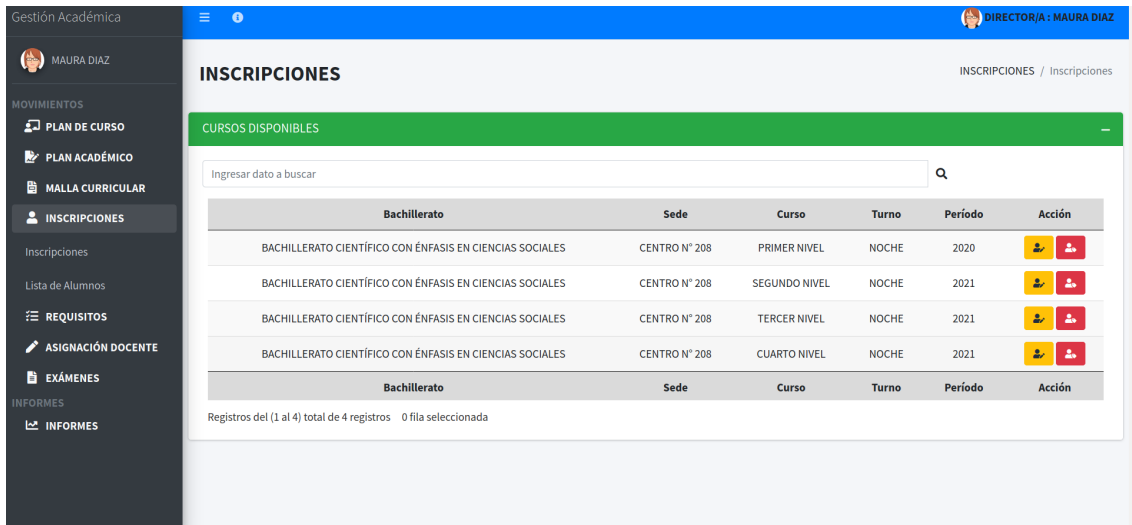 Gestión Académica
DIRECTOR/A : MAURA DIAZ
MAURA DIAZ
MOVIMIENTOS
PLAN DE CURSO
PLAN ACADÉMICO
MALLA CURRICULAR
INSCRIPCIONES
Inscripciones
Lista de Alumnos
REQUISITOS
ASIGNACIÓN DOCENTE
EXÁMENES
INFORMES
INFORMES
INSCRIPCIONES
INSCRIPCIONES / Inscripciones
CURSOS DISPONIBLES
Ingresar dato a buscar
Bachillerato Sede Curso Turno Período Acción
BACHILLERATO CIENTÍFICO CON ÉNFASIS EN CIENCIAS SOCIALES CENTRO N° 208 PRIMER NIVEL NOCHE 2020
BACHILLERATO CIENTÍFICO CON ÉNFASIS EN CIENCIAS SOCIALES CENTRO N° 208 SEGUNDO NIVEL NOCHE 2021
BACHILLERATO CIENTÍFICO CON ÉNFASIS EN CIENCIAS SOCIALES CENTRO N° 208 TERCER NIVEL NOCHE 2021
BACHILLERATO CIENTÍFICO CON ÉNFASIS EN CIENCIAS SOCIALES CENTRO N° 208 CUARTO NIVEL NOCHE 2021
Bachillerato Sede Curso Turno Período Acción
Registros del (1 al 4) total de 4 registros 0 fila seleccionada